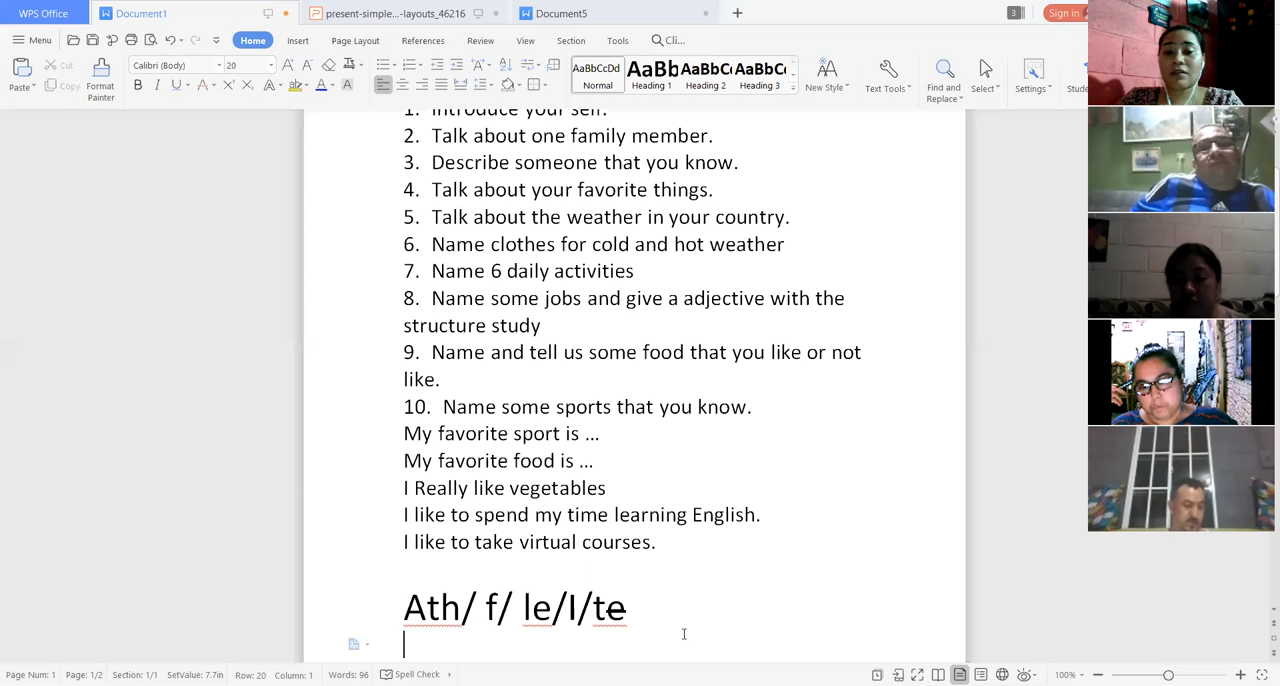 WPS Office
Document1
present-simple...-layouts_46216
Document5
3
Sign in
Menu
Home
Insert
Page Layout
References
Review
View
Section
Tools
Cli...
Paste
Cut
Copy
Format Painter
Calibri (Body)
20
B I U
AaBbCcDd
Normal
AaBb
Heading 1
AaBbC
Heading 2
AaBbC
Heading 3
New Style
Text Tools
Find and Replace
Select
Settings
Stude
1. Introduce your self.
2. Talk about one family member.
3. Describe someone that you know.
4. Talk about your favorite things.
5. Talk about the weather in your country.
6. Name clothes for cold and hot weather
7. Name 6 daily activities
8. Name some jobs and give a adjective with the
structure study
9. Name and tell us some food that you like or not
like.
10. Name some sports that you know.
My favorite sport is ...
My favorite food is ...
I Really like vegetables
I like to spend my time learning English.
I like to take virtual courses.
Ath/ f/ le/I/te
Page Num: 1 Page: 1/2 Section: 1/1 SetValue: 7.7in Row: 20 Column: 1 Words: 96 Spell Check
100%